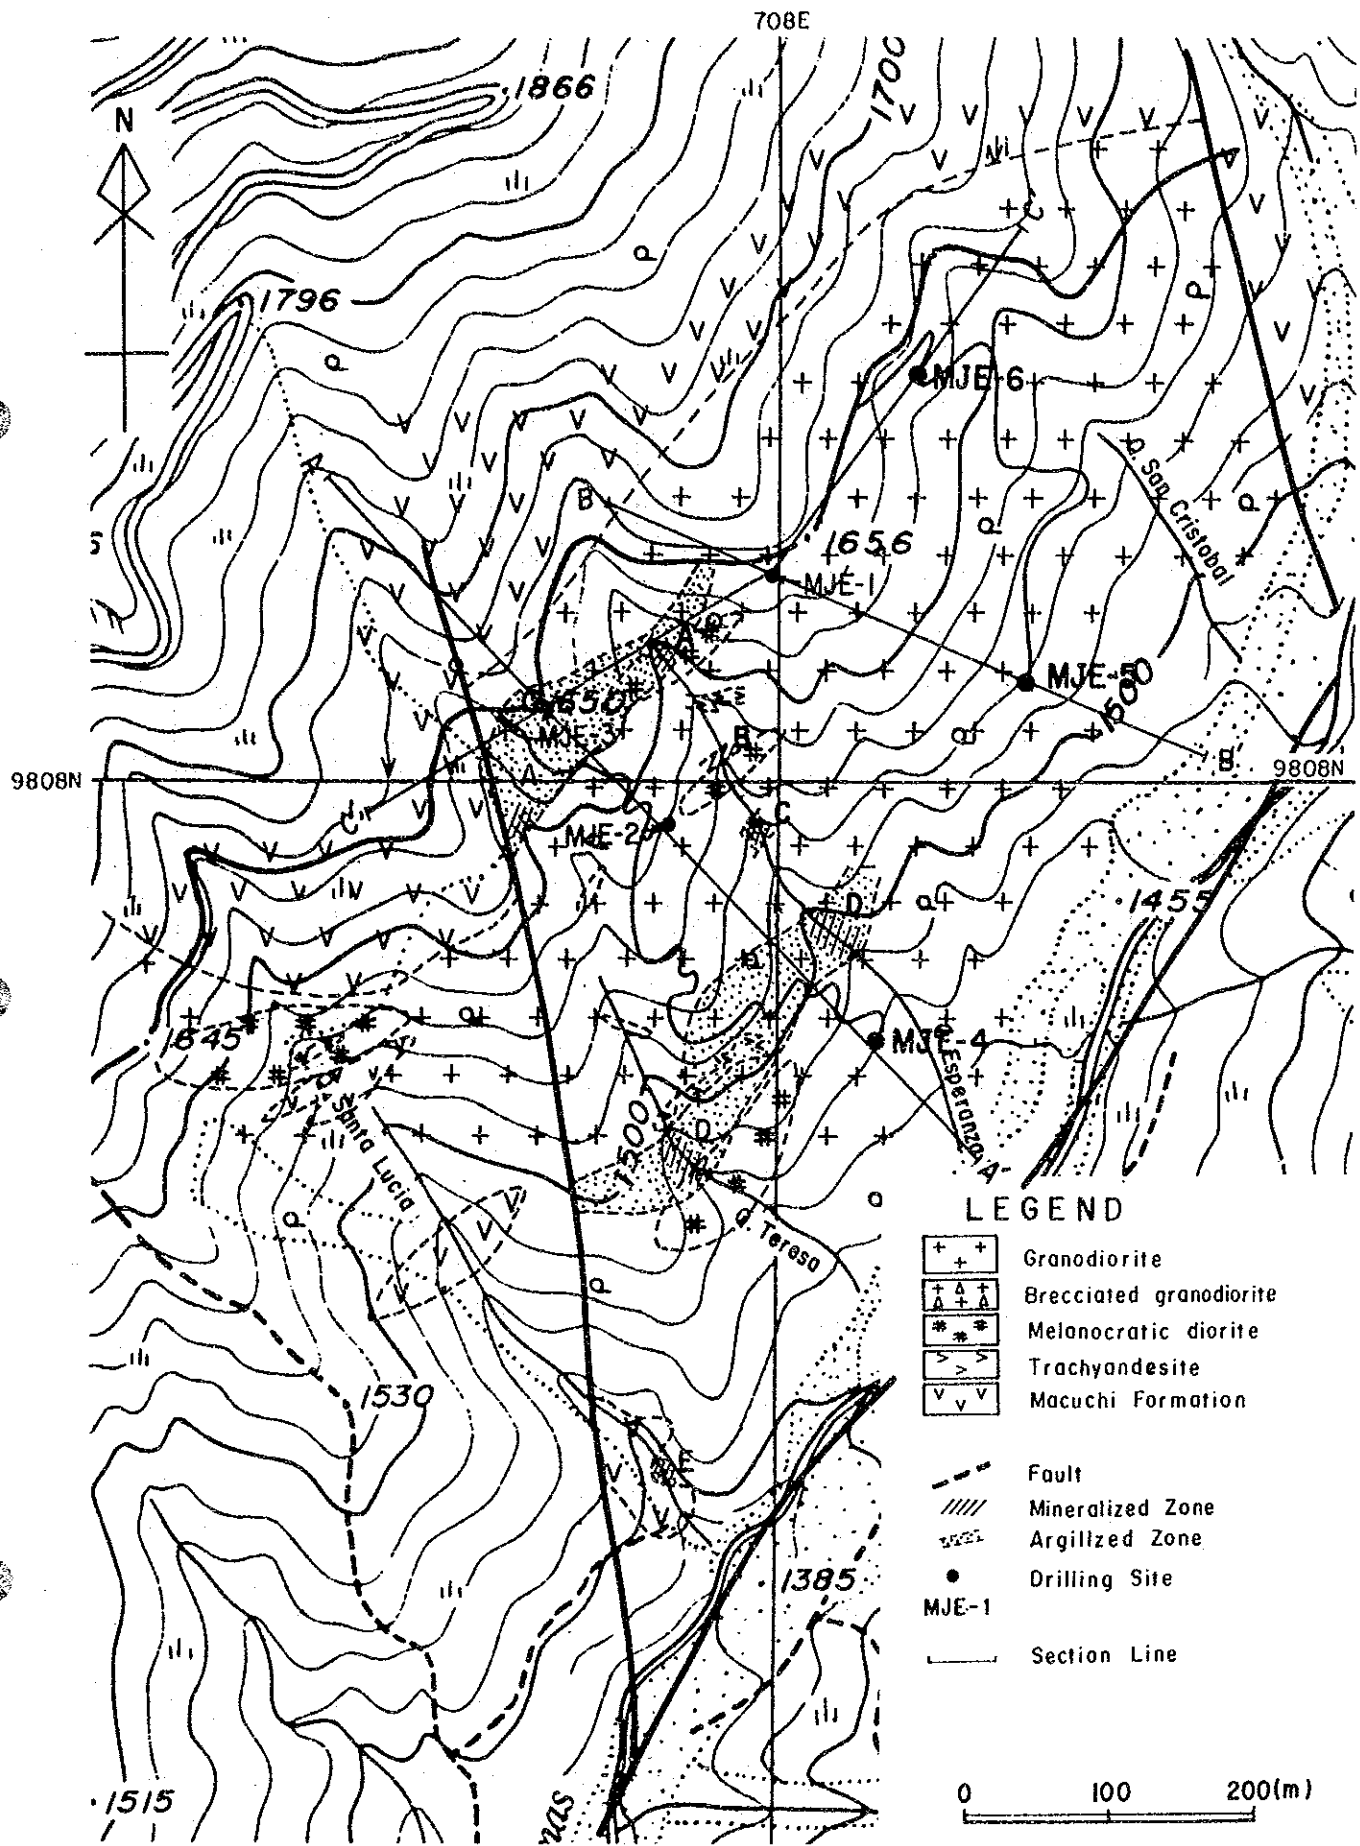 708E
1866
1700
N
C'
1796
MJE-6
Q. San Cristobal
A
B
1656
MJE-1
A
MJE-5
1500
1650
MJE-3
B
B'
9808N
9808N
C
C
MJE-2
D
1455
1645
MJE-4
Q. Esperanza
Q. Santa Lucia
1500
D
A'
Q. Teresa
LEGEND
Granodiorite
Brecciated granodiorite
Melanocratic diorite
Trachyandesite
Macuchi Formation
1530
E
Fault
Mineralized Zone
Argillized Zone
1385
Drilling Site
MJE-1
Section Line
0 100 200(m)
1515